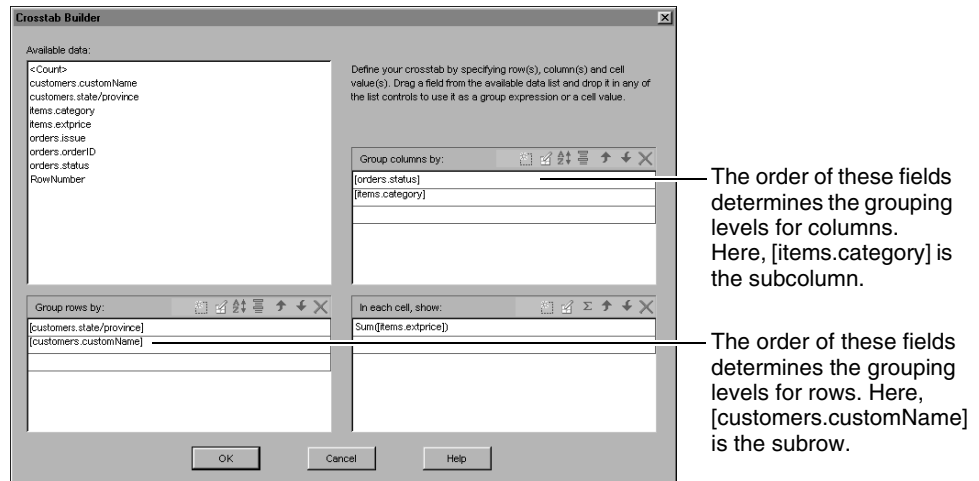 Crosstab Builder
Available data:
<Count>
customers.customName
customers.state/province
items.category
items.extprice
orders.issue
orders.orderID
orders.status
RowNumber
Define your crosstab by specifying row(s), column(s) and cell
value(s). Drag a field from the available data list and drop it in any of
the list controls to use it as a group expression or a cell value.
Group columns by:
[orders.status]
[items.category]
Group rows by:
[customers.state/province]
[customers.customName]
In each cell, show:
Sum([items.extprice])
OK
Cancel
Help
The order of these fields
determines the grouping
levels for columns.
Here, [items.category] is
the subcolumn.
The order of these fields
determines the grouping
levels for rows. Here,
[customers.customName]
is the subrow.